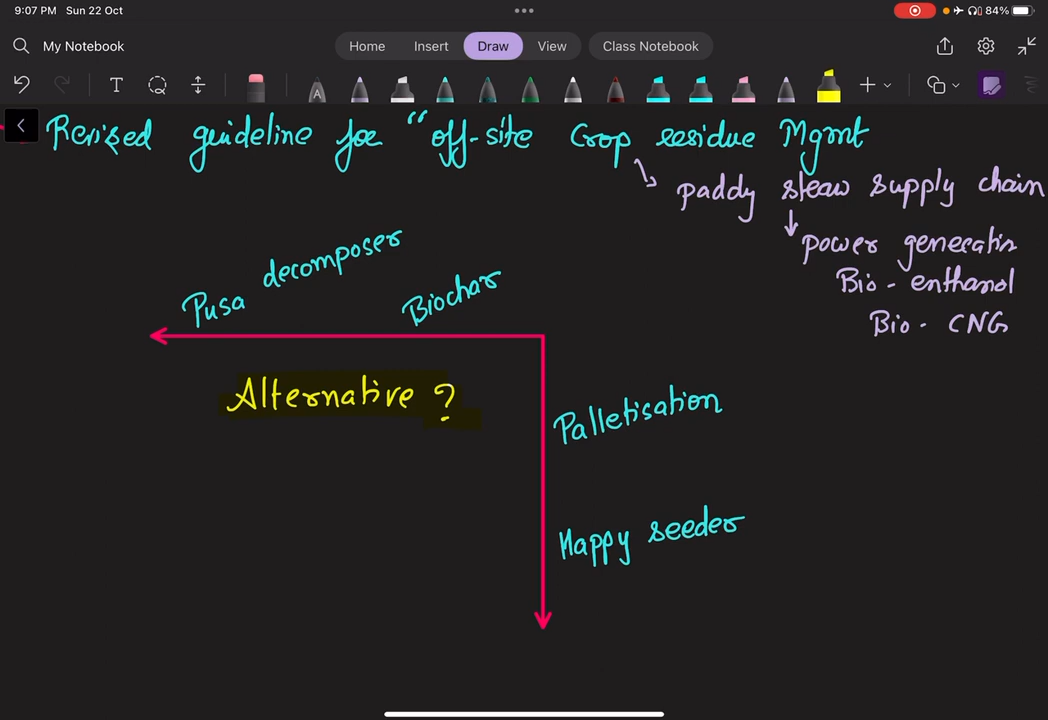 9:07 PM Sun 22 Oct
84%
My Notebook
Home Insert Draw View Class Notebook
T
A
Revised guideline for "off-site Crop residue Mgmt
paddy straw supply chain
power generatin
Bio - enthanol
Bio - CNG
Pusa decomposer
Biochar
Alternative ?
Palletisation
Happy seeder